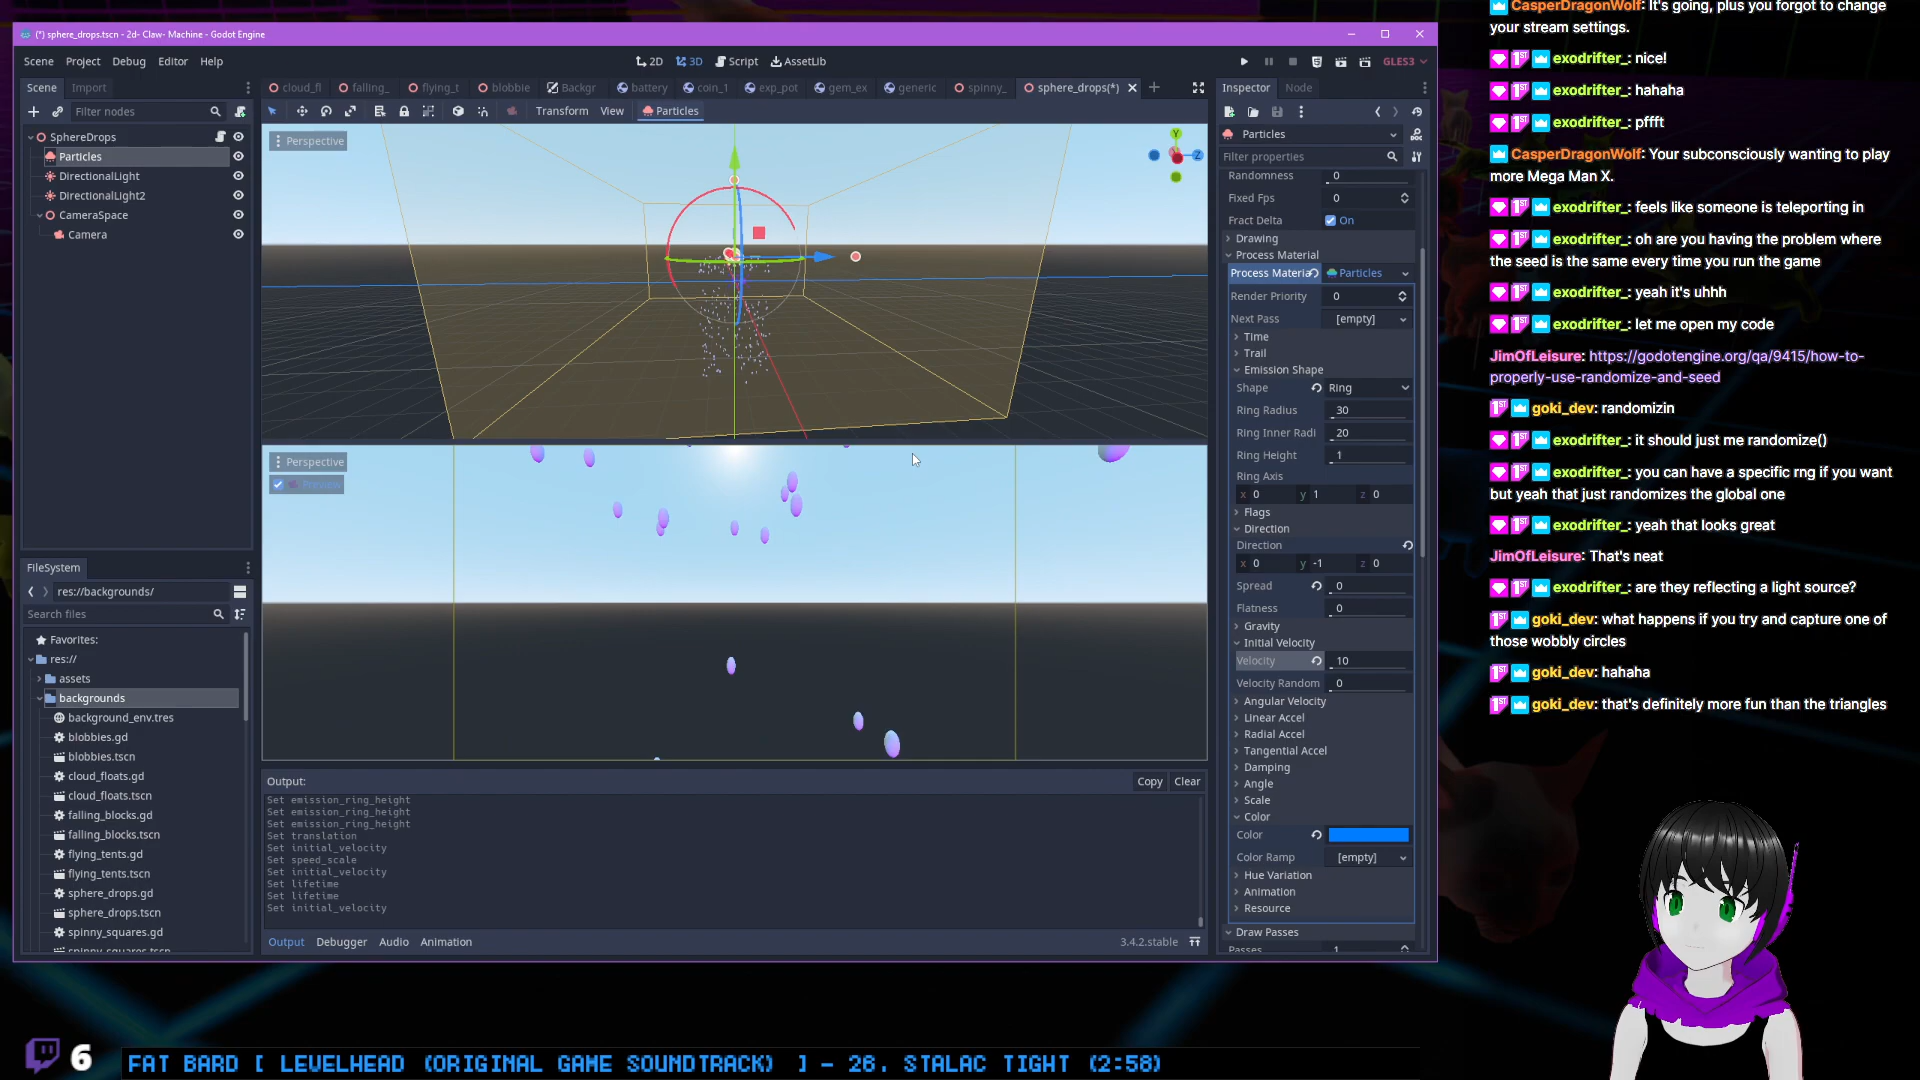 (*) sphere_drops.tscn - 2d- Claw- Machine - Godot Engine
Scene Project Debug Editor Help
2D 3D Script AssetLib
GLES3
Scene Import
cloud_fl falling_ flying_t blobbie Backgr battery coin_1 exp_pot gem_ex generic spinny_ sphere_drops(*)
Inspector Node
Filter nodes
Transform View Particles
SphereDrops
Particles
DirectionalLight
DirectionalLight2
CameraSpace
Camera
Perspective
Y
Z
Perspective
Preview
Particles
Filter properties
Randomness 0
Fixed Fps 0
Fract Delta On
Drawing
Process Material
Process Materia Particles
Render Priority 0
Next Pass [empty]
Time
Trail
Emission Shape
Shape Ring
Ring Radius 30
Ring Inner Radi 20
Ring Height 1
Ring Axis
x 0 y 1 z 0
Flags
Direction
Direction
x 0 y -1 z 0
Spread 0
Flatness 0
Gravity
Initial Velocity
Velocity 10
Velocity Random 0
Angular Velocity
Linear Accel
Radial Accel
Tangential Accel
Damping
Angle
Scale
Color
Color
Color Ramp [empty]
Hue Variation
Animation
Resource
Draw Passes
Passes 1
FileSystem
res://backgrounds/
Search files
Favorites:
res://
assets
backgrounds
background_env.tres
blobbies.gd
blobbies.tscn
cloud_floats.gd
cloud_floats.tscn
falling_blocks.gd
falling_blocks.tscn
flying_tents.gd
flying_tents.tscn
sphere_drops.gd
sphere_drops.tscn
spinny_squares.gd
spinny_squares.tscn
Output:
Copy Clear
Set emission_ring_height
Set emission_ring_height
Set emission_ring_height
Set translation
Set initial_velocity
Set speed_scale
Set initial_velocity
Set lifetime
Set lifetime
Set initial_velocity
Output Debugger Audio Animation
3.4.2.stable
CasperDragonWolf: It's going, plus you forgot to change
your stream settings.
exodrifter_: nice!
exodrifter_: hahaha
exodrifter_: pffft
CasperDragonWolf: Your subconsciously wanting to play
more Mega Man X.
exodrifter_: feels like someone is teleporting in
exodrifter_: oh are you having the problem where
the seed is the same every time you run the game
exodrifter_: yeah it's uhhh
exodrifter_: let me open my code
JimOfLeisure: https://godotengine.org/qa/9415/how-to-
properly-use-randomize-and-seed
goki_dev: randomizin
exodrifter_: it should just me randomize()
exodrifter_: you can have a specific rng if you want
but yeah that just randomizes the global one
exodrifter_: yeah that looks great
JimOfLeisure: That's neat
exodrifter_: are they reflecting a light source?
goki_dev: what happens if you try and capture one of
those wobbly circles
goki_dev: hahaha
goki_dev: that's definitely more fun than the triangles
6
FAT BARD [ LEVELHEAD (ORIGINAL GAME SOUNDTRACK) ] - 26. STALAC TIGHT (2:58)